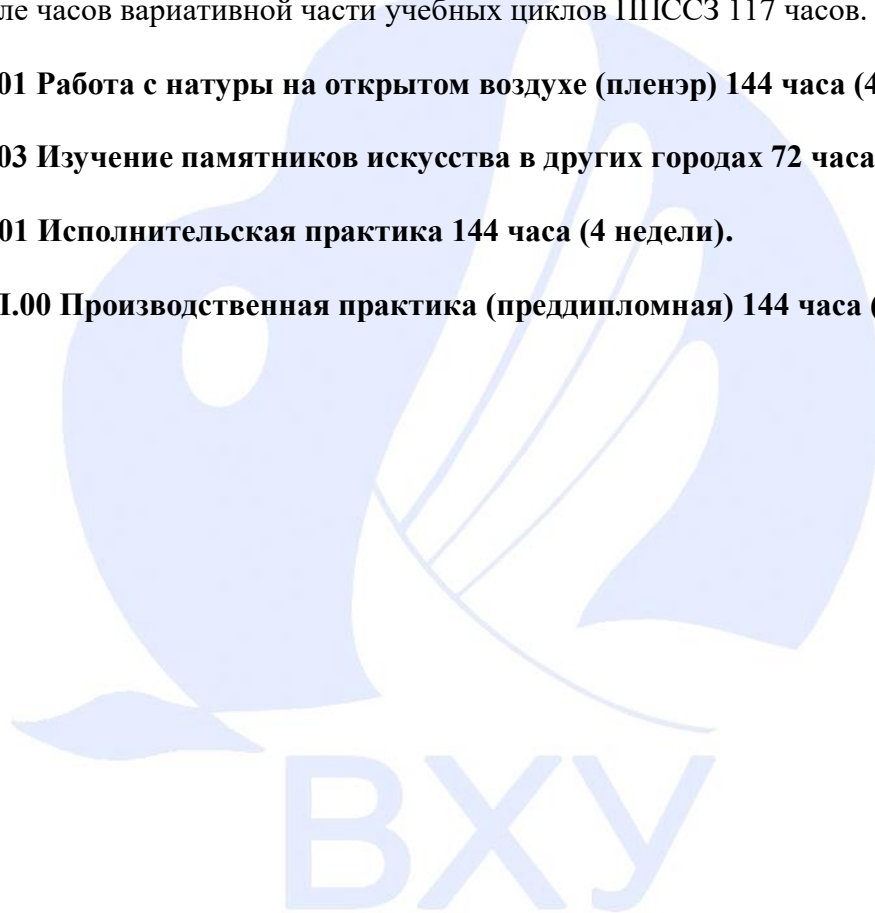 ле часов вариативной части учебных циклов ППССЗ 117 часов.
01 Работа с натуры на открытом воздухе (пленэр) 144 часа (4
03 Изучение памятников искусства в других городах 72 часа
01 Исполнительская практика 144 часа (4 недели).
.00 Производственная практика (преддипломная) 144 часа (
ВХУ